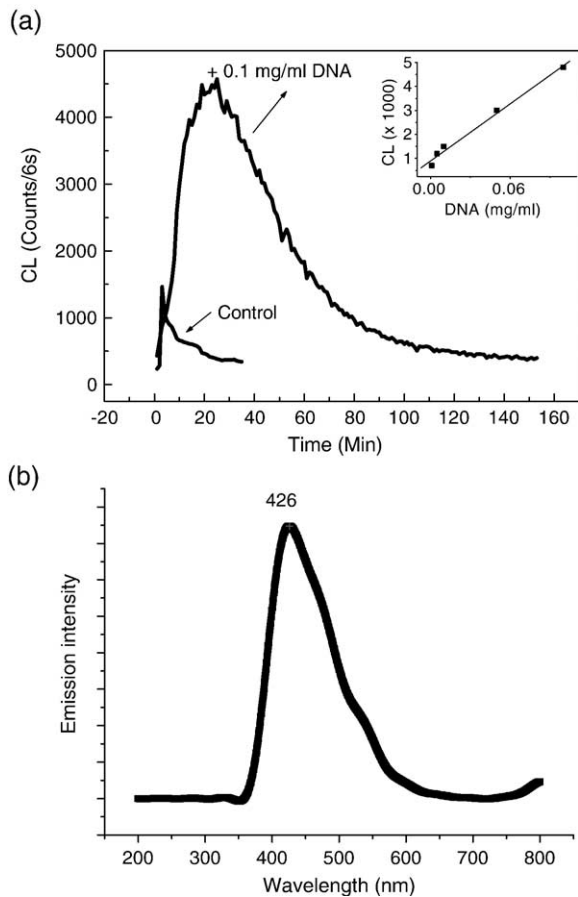 (a)
5000
4000
3000
2000
1000
0
CL (Counts/6s)
+ 0.1 mg/ml DNA
Control
-20 0 20 40 60 80 100 120 140 160
Time (Min)
5
4
3
2
1
CL (x 1000)
0.00 0.06
DNA (mg/ml)
(b)
426
Emission intensity
200 300 400 500 600 700 800
Wavelength (nm)